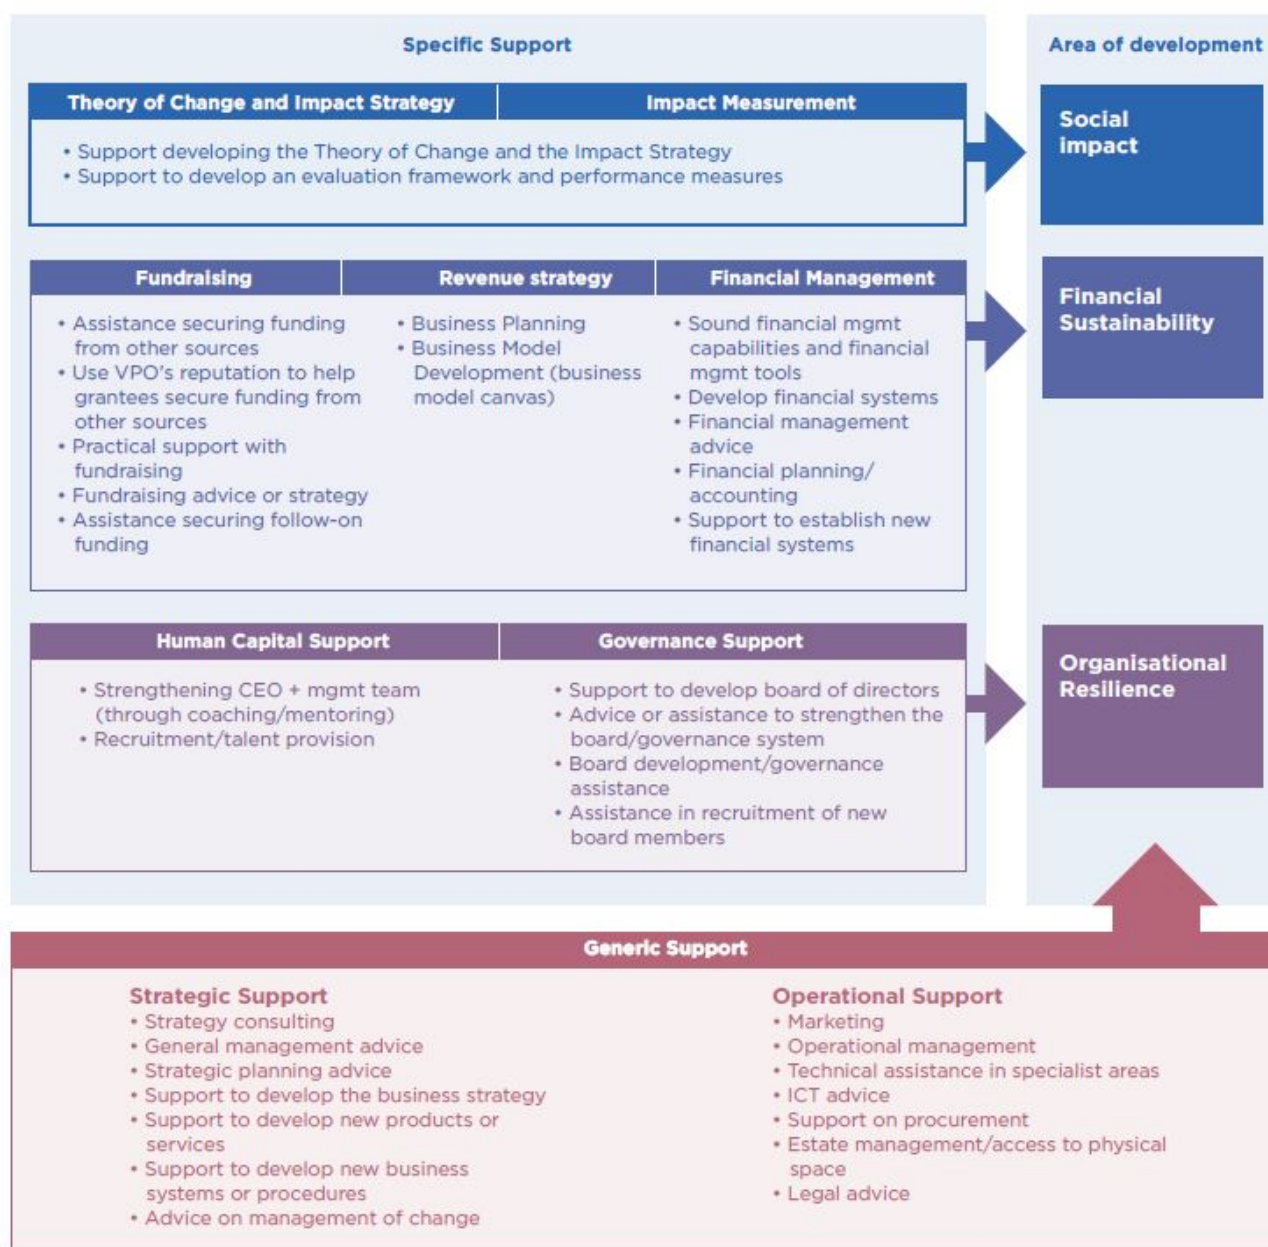 Specific Support
Area of development
Theory of Change and Impact Strategy
Impact Measurement
• Support developing the Theory of Change and the Impact Strategy
• Support to develop an evaluation framework and performance measures
Social
impact
Fundraising
Revenue strategy
Financial Management
• Assistance securing funding
from other sources
• Use VPO's reputation to help
grantees secure funding from
other sources
• Practical support with
fundraising
• Fundraising advice or strategy
• Assistance securing follow-on
funding
• Business Planning
• Business Model
Development (business
model canvas)
• Sound financial mgmt
capabilities and financial
mgmt tools
• Develop financial systems
• Financial management
advice
• Financial planning/
accounting
• Support to establish new
financial systems
Financial
Sustainability
Human Capital Support
Governance Support
• Strengthening CEO + mgmt team
(through coaching/mentoring)
• Recruitment/talent provision
• Support to develop board of directors
• Advice or assistance to strengthen the
board/governance system
• Board development/governance
assistance
• Assistance in recruitment of new
board members
Organisational
Resilience
Generic Support
Strategic Support
• Strategy consulting
• General management advice
• Strategic planning advice
• Support to develop the business strategy
• Support to develop new products or
services
• Support to develop new business
systems or procedures
• Advice on management of change
Operational Support
• Marketing
• Operational management
• Technical assistance in specialist areas
• ICT advice
• Support on procurement
• Estate management/access to physical
space
• Legal advice